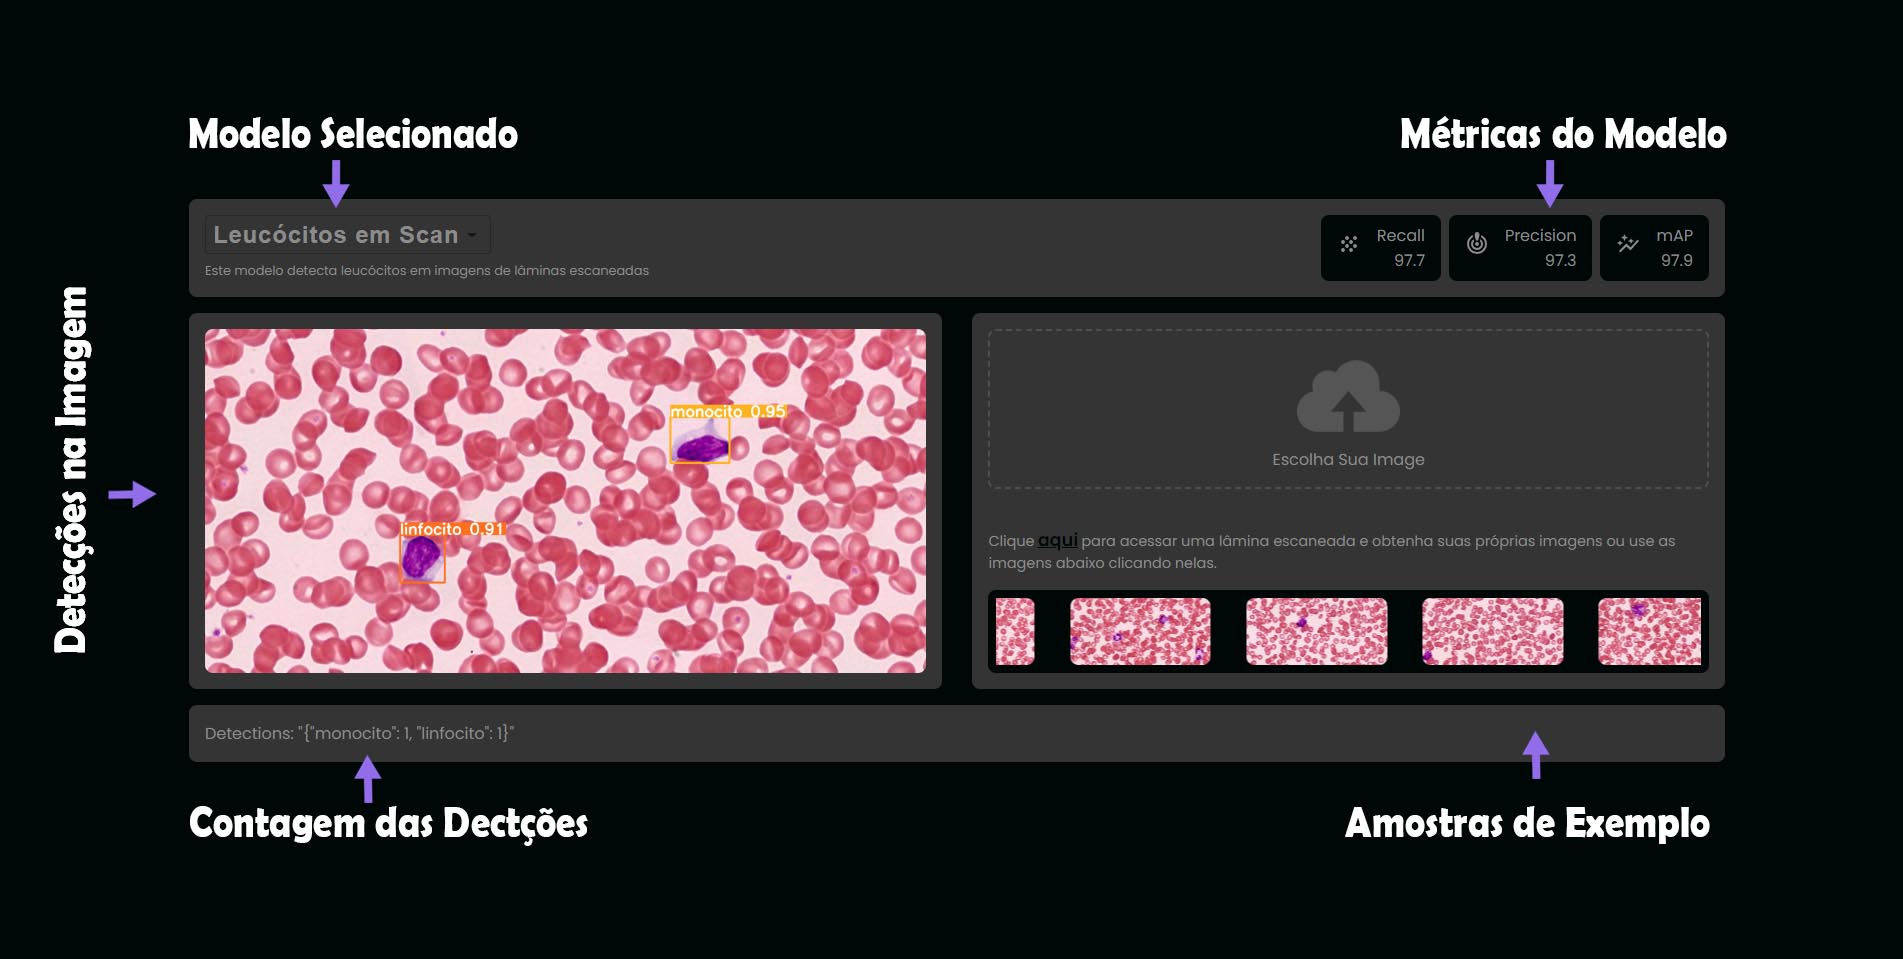 Modelo Selecionado
Métricas do Modelo
Leucócitos em Scan
Este modelo detecta leucócitos em imagens de lâminas escaneadas
Recall
97.7
Precision
97.3
mAP
97.9
Detecções na Imagem
monocito 0.95
linfocito 0.91
Escolha Sua Image
Clique aqui para acessar uma lâmina escaneada e obtenha suas próprias imagens ou use as
imagens abaixo clicando nelas.
Detections: "{"monocito": 1, "linfocito": 1}"
Contagem das Dectções
Amostras de Exemplo